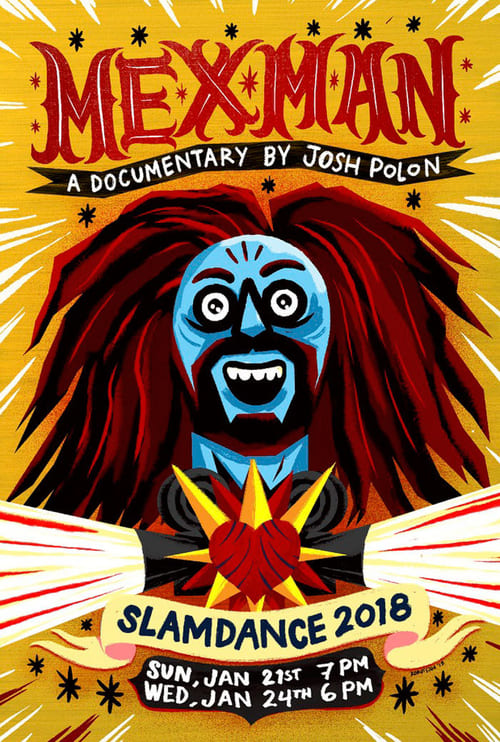 MEXMAN
A DOCUMENTARY BY JOSH POLON
SLAMDANCE 2018
SUN, JAN 21ST 7 PM
WED, JAN 24TH 6 PM